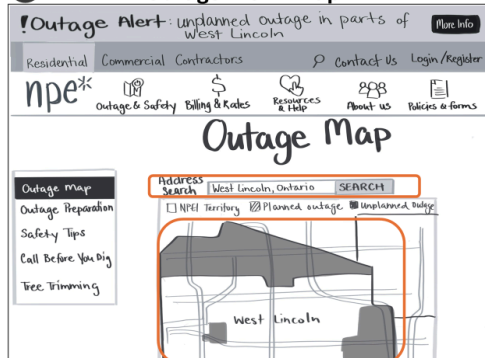 !Outage Alert: unplanned outage in parts of West Lincoln
More Info
Residential Commercial Contractors Contact Us Login/Register
npe*
Outage & Safety Billing & Rates Resources & Help About us Policies & forms
Outage Map
Outage Map
Outage Preparation
Safety Tips
Call Before You Dig
Tree Trimming
Address Search West Lincoln, Ontario SEARCH
NPEI Territory Planned outage Unplanned Outage
West Lincoln